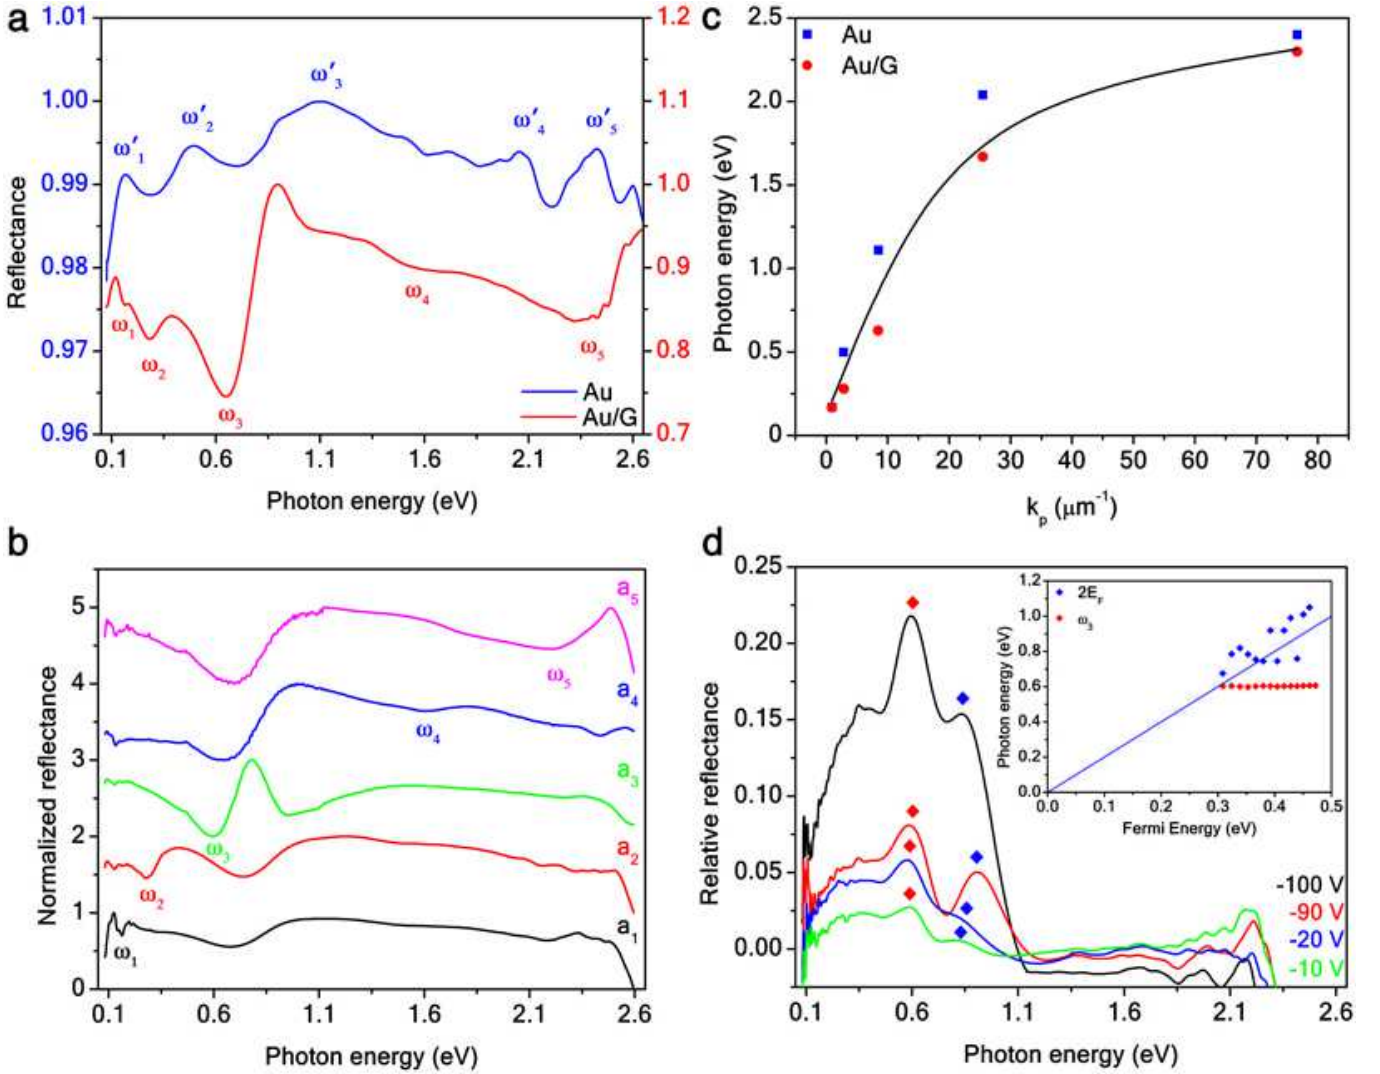 a
1.01
1.00
0.99
0.98
0.97
0.96
Reflectance
1.2
1.1
1.0
0.9
0.8
0.7
ω′1
ω′2
ω′3
ω′4
ω′5
ω1
ω2
ω3
ω4
ω5
Au
Au/G
0.1 0.6 1.1 1.6 2.1 2.6
Photon energy (eV)
c
2.5
2.0
1.5
1.0
0.5
0
Photon energy (eV)
Au
Au/G
0 10 20 30 40 50 60 70 80
kp (μm-1)
b
5
4
3
2
1
0
Normalized reflectance
a5
ω5
a4
ω4
a3
ω3
a2
ω2
a1
ω1
0.1 0.6 1.1 1.6 2.1 2.6
Photon energy (eV)
d
0.25
0.20
0.15
0.10
0.05
0.00
Relative reflectance
1.2
1.0
0.8
0.6
0.4
0.2
0.0
Photon energy (eV)
2EF
ω3
0.0 0.1 0.2 0.3 0.4 0.5
Fermi Energy (eV)
-100 V
-90 V
-20 V
-10 V
0.1 0.6 1.1 1.6 2.1 2.6
Photon energy (eV)